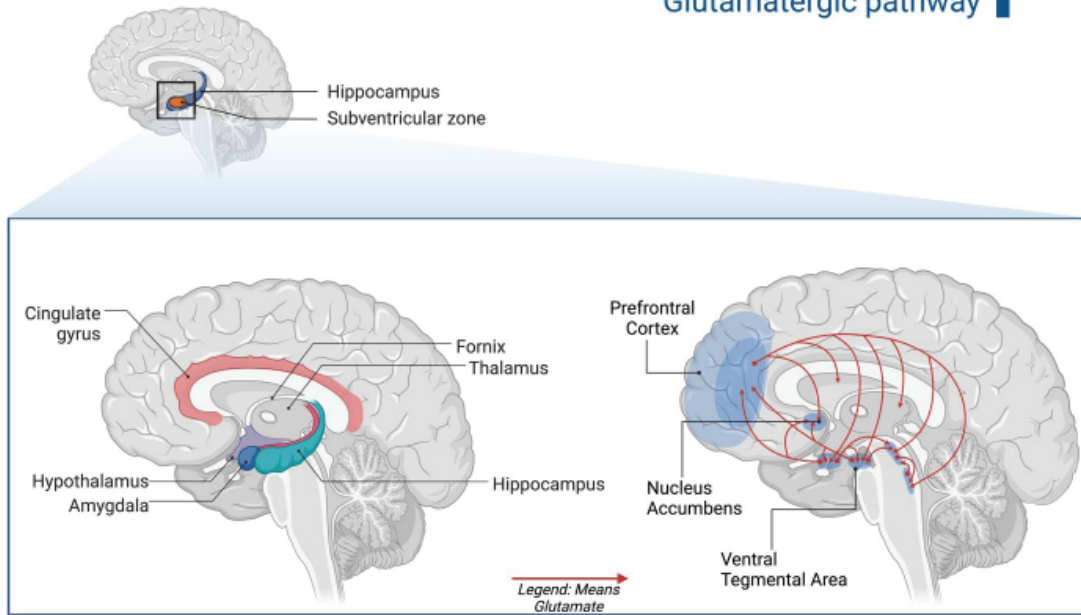 Glutamatergic pathway
Hippocampus
Subventricular zone
Cingulate
gyrus
Fornix
Thalamus
Hypothalamus
Amygdala
Hippocampus
Prefrontal
Cortex
Nucleus
Accumbens
Ventral
Tegmental Area
Legend: Means
Glutamate